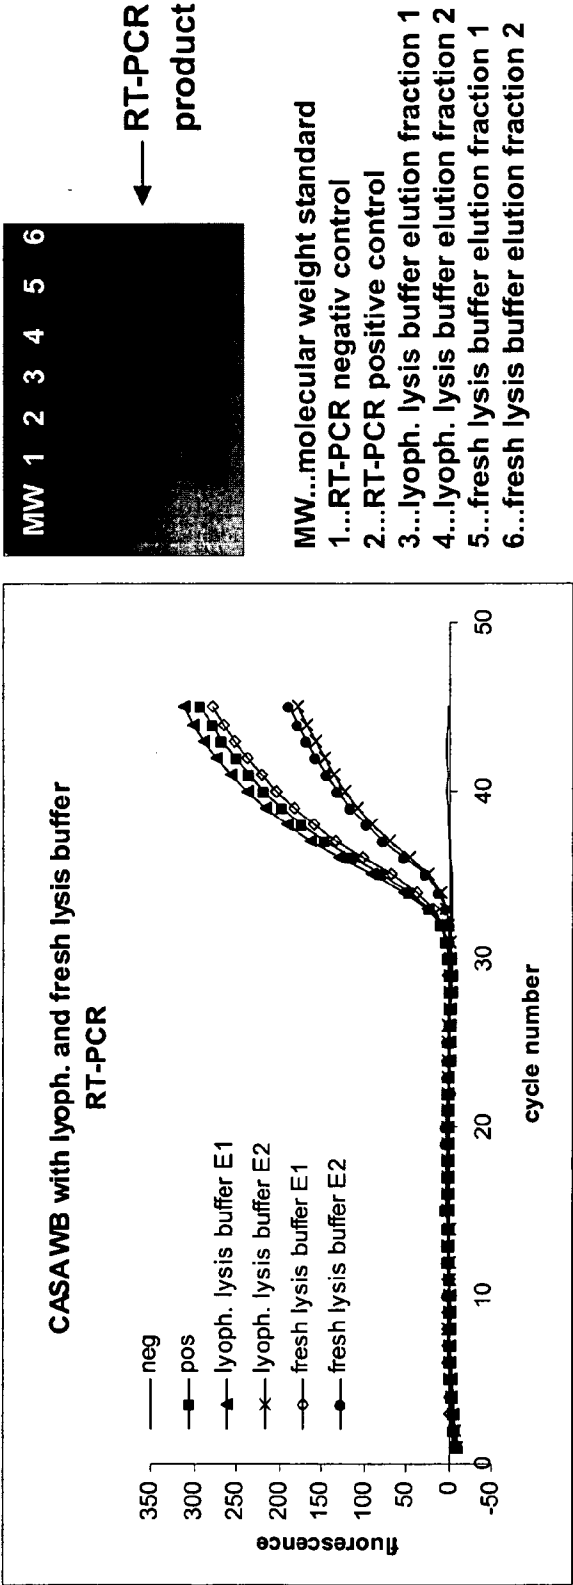 CASAWB with lyoph. and fresh lysis buffer
RT-PCR
neg
pos
lyoph. lysis buffer E1
lyoph. lysis buffer E2
fresh lysis buffer E1
fresh lysis buffer E2
350
300
250
200
150
100
50
0
-50
fluorescence
0 10 20 30 40 50
cycle number
MW 1 2 3 4 5 6
RT-PCR
product
MW...molecular weight standard
1...RT-PCR negativ control
2...RT-PCR positive control
3...lyoph. lysis buffer elution fraction 1
4...lyoph. lysis buffer elution fraction 2
5...fresh lysis buffer elution fraction 1
6...fresh lysis buffer elution fraction 2